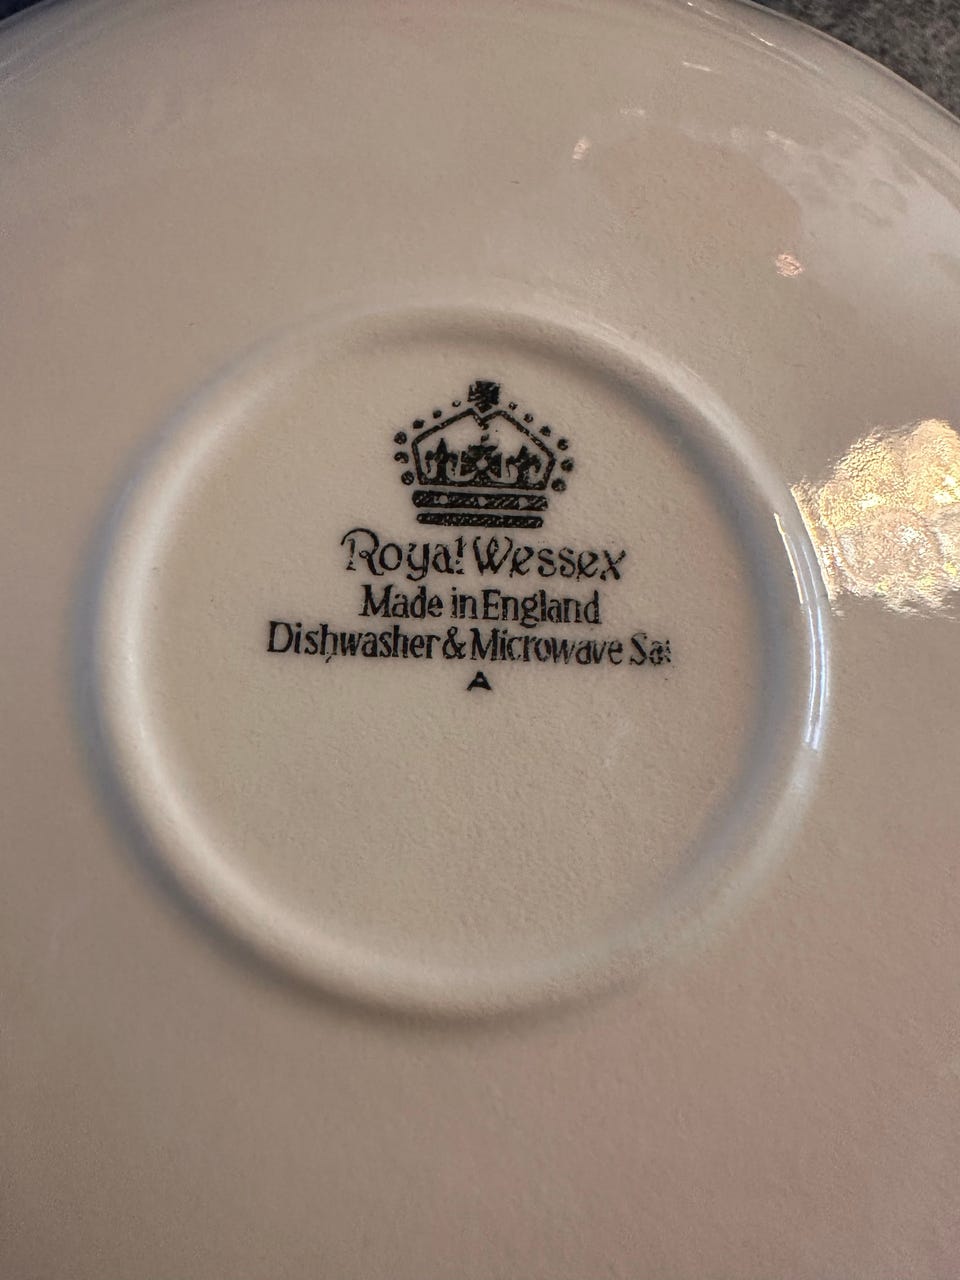 Royal Wessex
Made in England
Dishwasher & Microwave
A